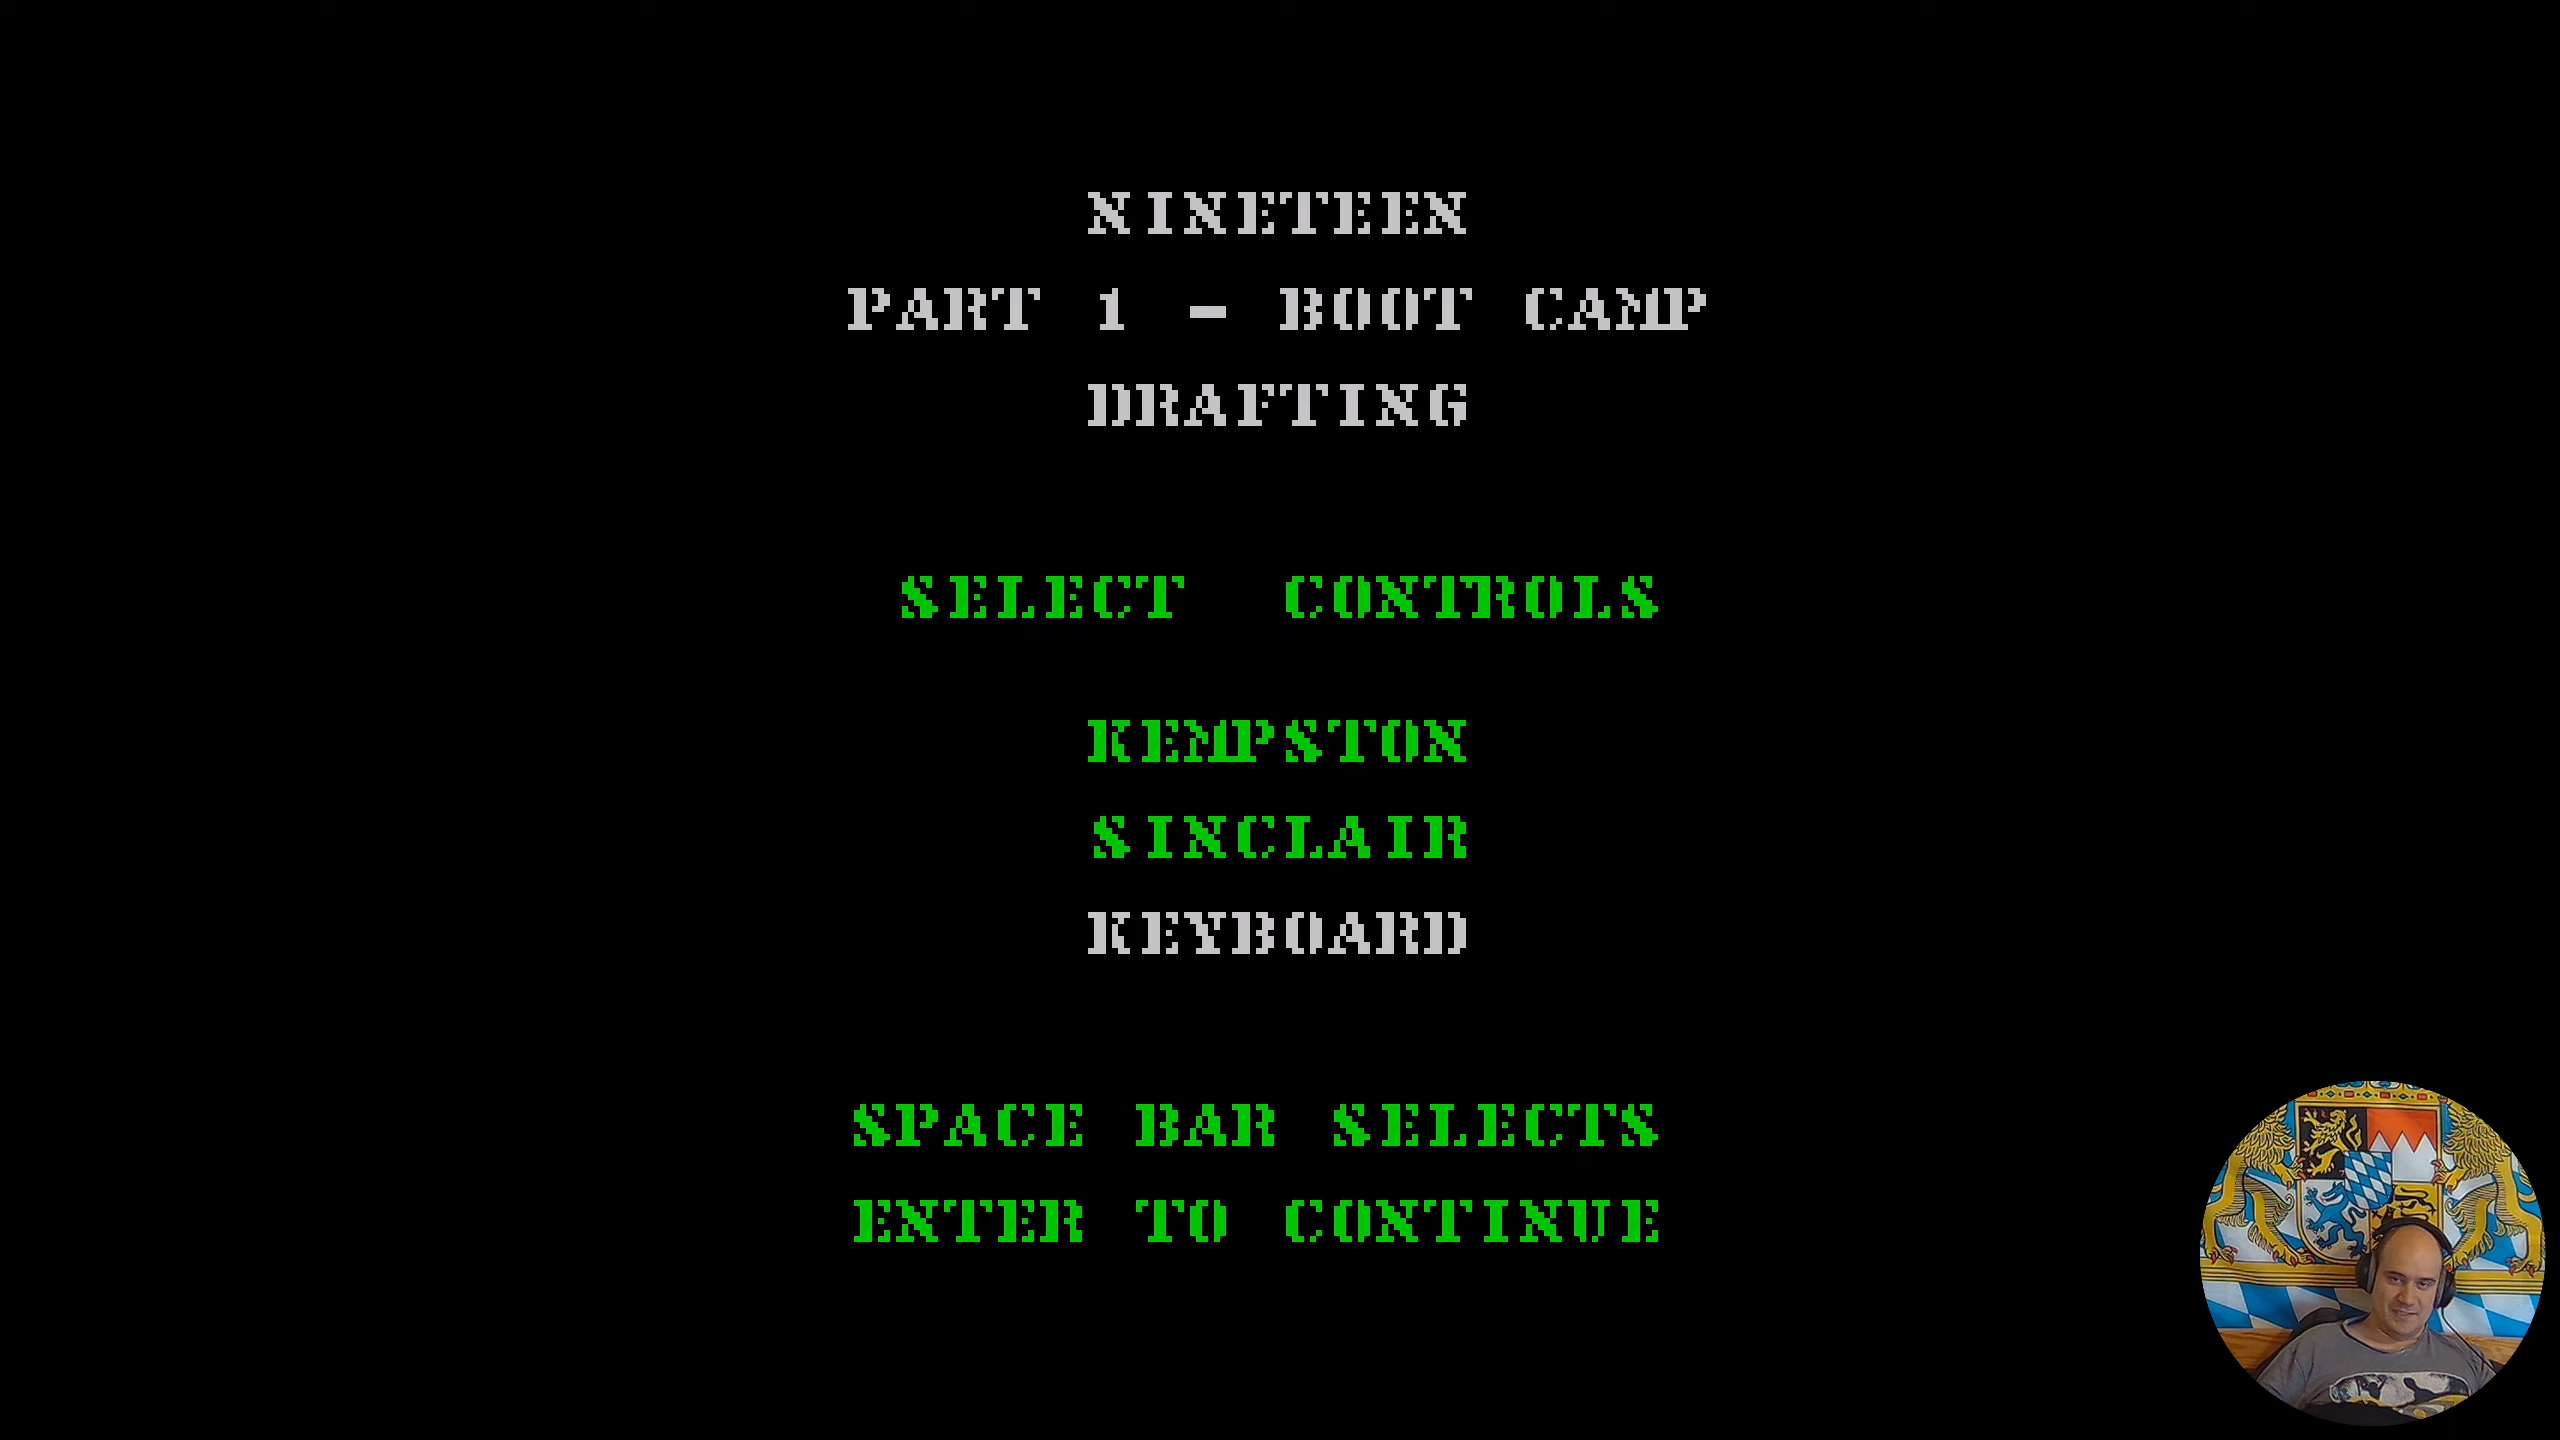 NINETEEN
PART 1 - BOOT CAMP
DRAFTING
SELECT CONTROLS
KEMPSTON
SINCLAIR
KEYBOARD
SPACE BAR SELECTS
ENTER TO CONTINUE